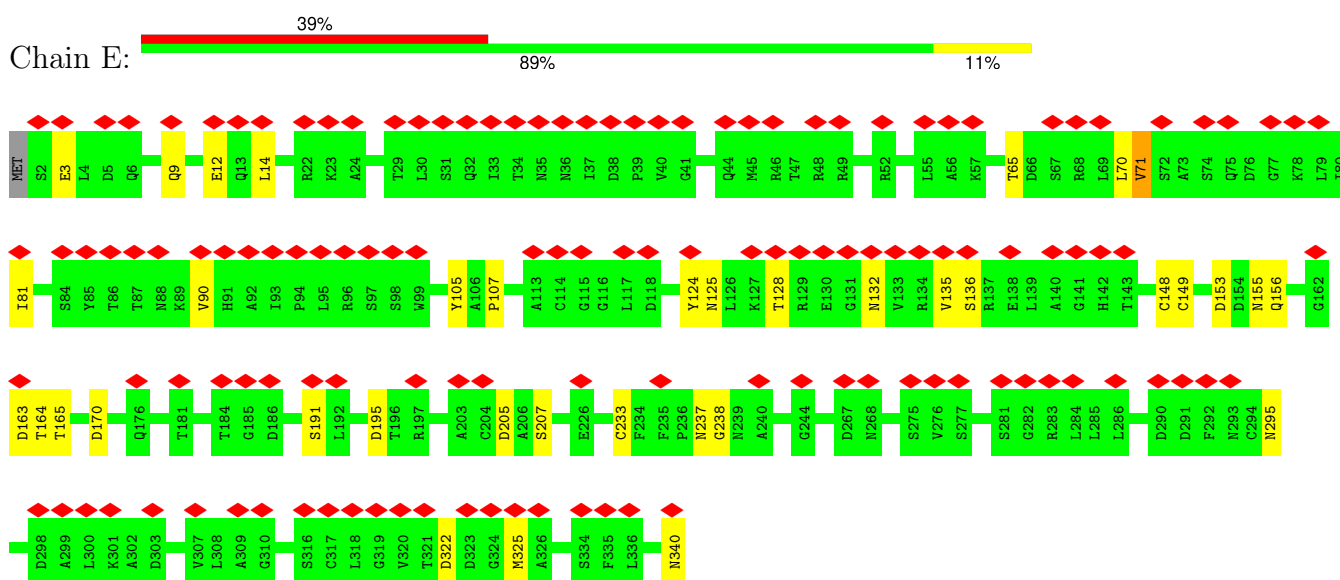 39%
Chain E:
89% 11%
MET S2 E3 L4 D5 Q6 Q9 E12 Q13 L14 R22 K23 A24 T29 L30 S31 Q32 I33 T34 N35 N36 I37 D38 P39 V40 G41 Q44 M45 R46 T47 R48 R49 R52 L55 A56 K57 T65 D66 S67 R68 L69 L70 V71 S72 A73 S74 Q75 D76 G77 K78 L79 I80
I81 S84 Y85 T86 T87 N88 K89 V90 H91 A92 I93 P94 L95 R96 S97 S98 W99 Y105 A106 P107 A113 C114 G115 G116 L117 D118 Y124 N125 L126 K127 T128 R129 E130 G131 N132 V133 R134 V135 S136 R137 E138 L139 A140 G141 H142 T143 C148 C149 D153 D154 N155 Q156 G162
D163 T164 T165 D170 Q176 T181 T184 G185 D186 S191 L192 D195 T196 R197 A203 C204 D205 A206 S207 E226 C233 F234 F235 P236 N237 G238 N239 A240 G244 D267 N268 S275 V276 S277 S281 G282 R283 L284 L285 L286 D290 D291 F292 N293 C294 N295
D298 A299 L300 K301 A302 D303 V307 L308 A309 G310 S316 C317 L318 G319 V320 T321 D322 D323 G324 M325 A326 S334 F335 L336 N340